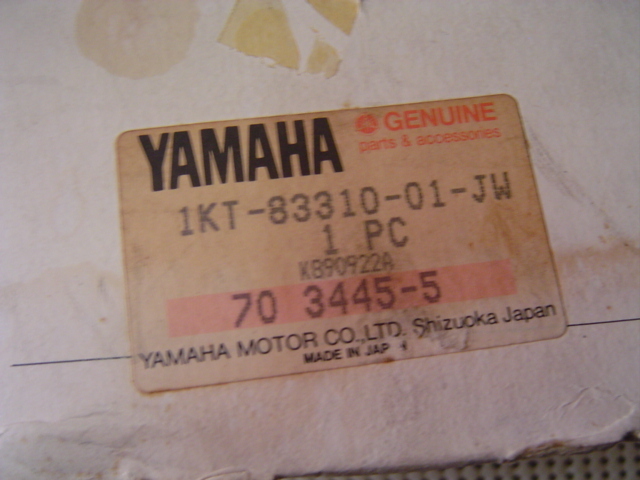 YAMAHA GENUINE
parts & accessories
1KT-83310-01-JW
1 PC
K890922A
70 3445-5
YAMAHA MOTOR CO.,LTD. Shizuoka Japan
MADE IN JAP